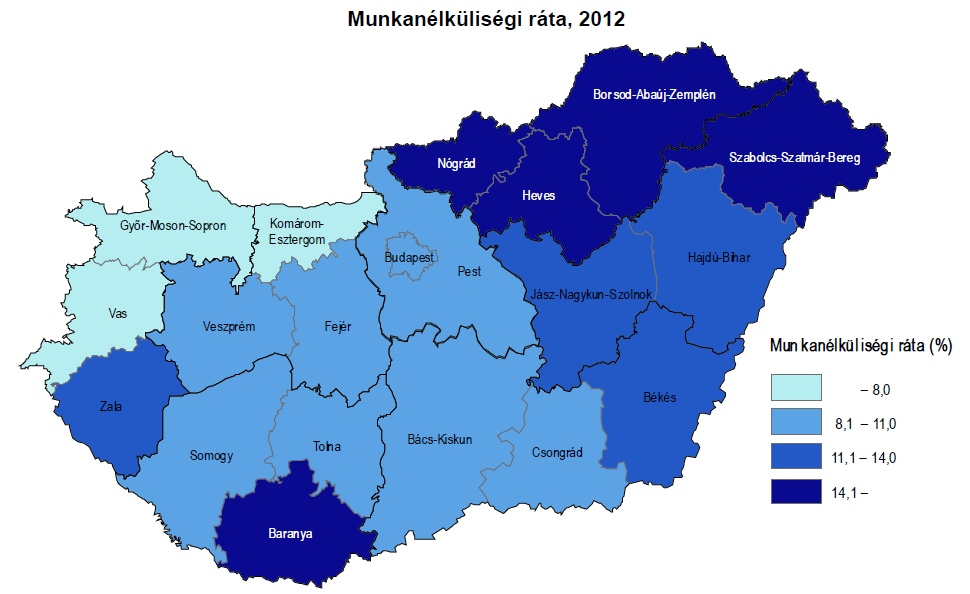 Munkanélküliségi ráta, 2012
Borsod-Abaúj-Zemplén
Nógrád
Szabolcs-Szatmár-Bereg
Heves
Győr-Moson-Sopron
Komárom-
Esztergom
Budapest
Pest
Hajdú-Bihar
Jász-Nagykun-Szolnok
Vas
Veszprém
Fejér
Zala
Békés
Somogy
Tolna
Bács-Kiskun
Csongrád
Baranya
Munkanélküliségi ráta (%)
– 8,0
8,1 – 11,0
11,1 – 14,0
14,1 –